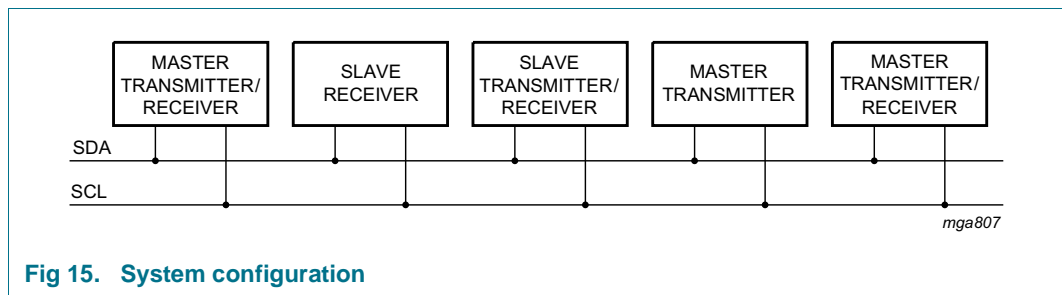 MASTER
TRANSMITTER/
RECEIVER
SLAVE
RECEIVER
SLAVE
TRANSMITTER/
RECEIVER
MASTER
TRANSMITTER
MASTER
TRANSMITTER/
RECEIVER
SDA
SCL
mga807
Fig 15. System configuration